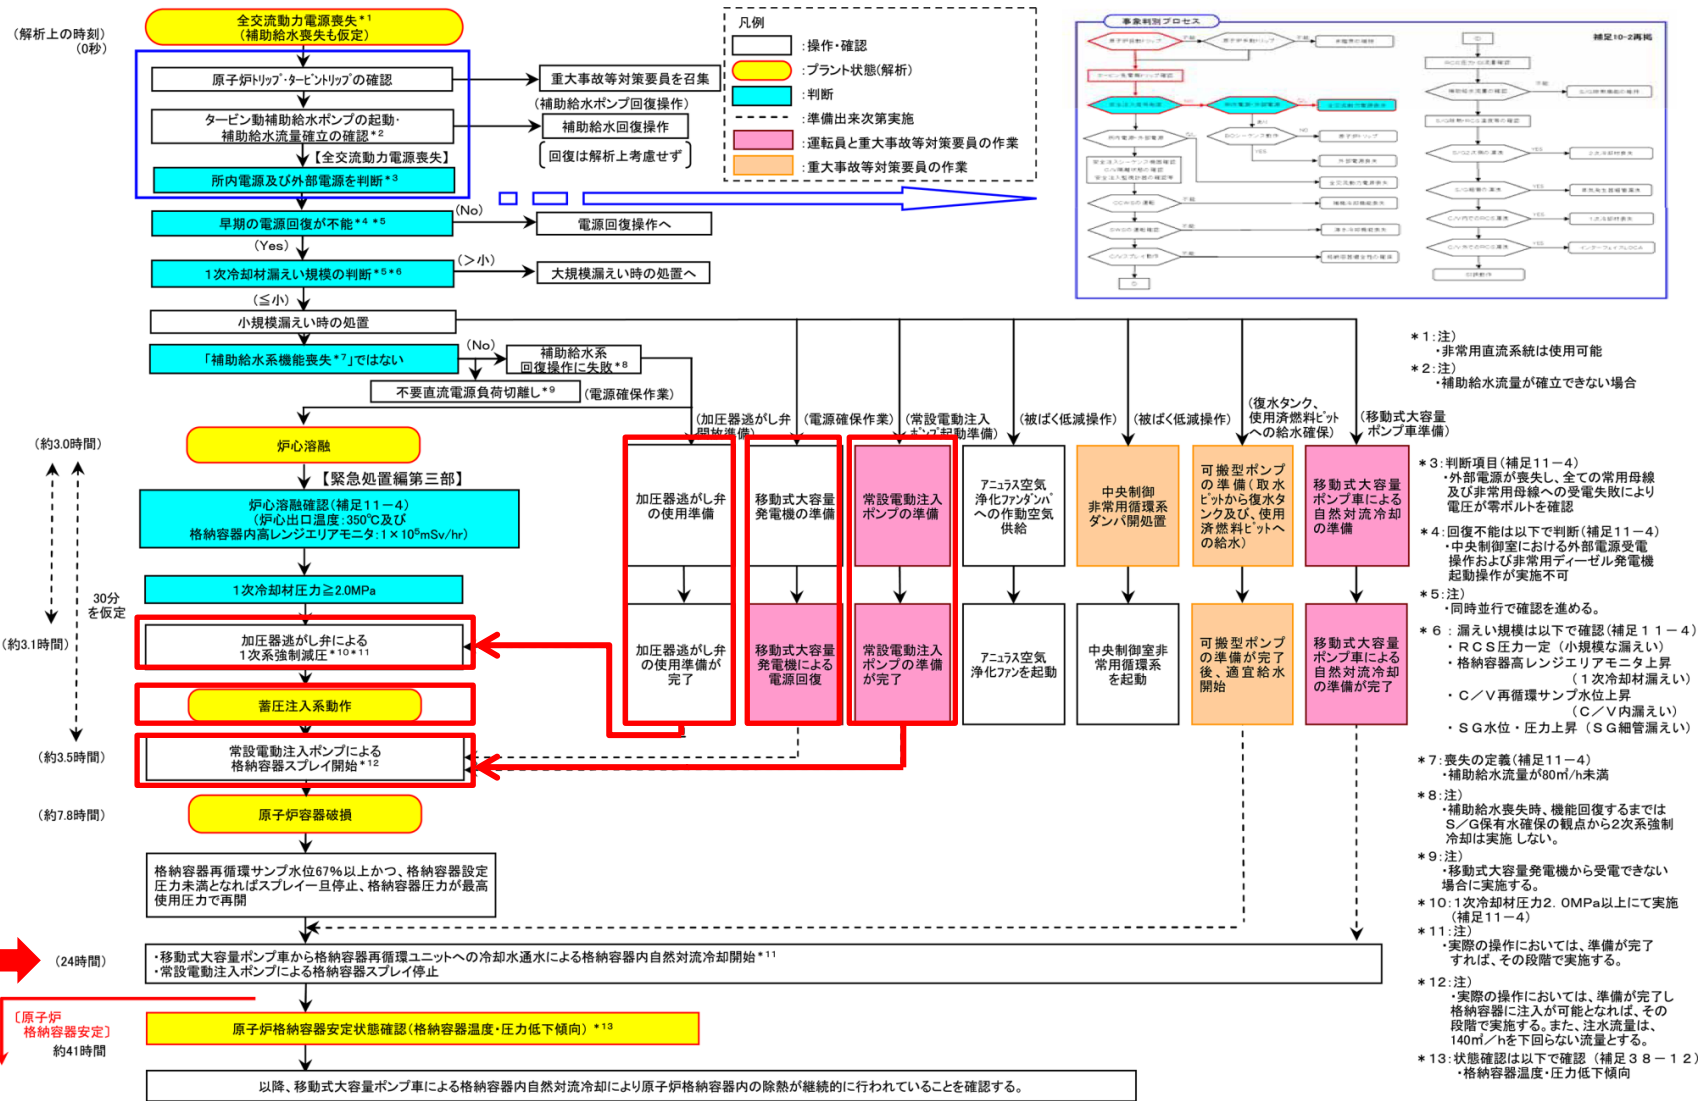 (解析上の時刻)
(0秒)
全交流動力電源喪失*1
(補助給水喪失も仮定)
原子炉トリップ・タービントリップの確認
重大事故等対策要員を召集
タービン動補助給水ポンプの起動・
補助給水流量確立の確認*2
(補助給水ポンプ回復操作)
補助給水回復操作
回復は解析上考慮せず
【全交流動力電源喪失】
所内電源及び外部電源を判断*3
早期の電源回復が不能*4 *5
(No)
電源回復操作へ
(Yes)
1次冷却材漏えい規模の判断*5*6
(>小)
大規模漏えい時の処置へ
(≦小)
小規模漏えい時の処置
「補助給水系機能喪失*7」ではない
(No)
補助給水系
回復操作に失敗*8
不要直流電源負荷切離し*9
(電源確保作業)
凡例
:操作・確認
:プラント状態(解析)
:判断
:準備出来次第実施
:運転員と重大事故等対策要員の作業
:重大事故等対策要員の作業
事象判別プロセス
補足10-2再掲
(約3.0時間)
炉心溶融
【緊急処置編第三部】
炉心溶融確認(補足11-4)
(炉心出口温度:350℃及び
格納容器内高レンジエリアモニタ:1×10⁵mSv/hr)
1次冷却材圧力≧2.0MPa
30分
を仮定
(約3.1時間)
加圧器逃がし弁による
1次系強制減圧*10*11
蓄圧注入系動作
(約3.5時間)
常設電動注入ポンプによる
格納容器スプレイ開始*12
(約7.8時間)
原子炉容器破損
格納容器再循環サンプ水位67%以上かつ、格納容器設定
圧力未満となればスプレイ一旦停止、格納容器圧力が最高
使用圧力で再開
(24時間)
・移動式大容量ポンプ車から格納容器再循環ユニットへの冷却水通水による格納容器内自然対流冷却開始*11
・常設電動注入ポンプによる格納容器スプレイ停止
〔原子炉
格納容器安定〕
約41時間
原子炉格納容器安定状態確認(格納容器温度・圧力低下傾向)*13
以降、移動式大容量ポンプ車による格納容器内自然対流冷却により原子炉格納容器内の除熱が継続的に行われていることを確認する。
(加圧器逃がし弁
開放準備)
加圧器逃がし弁
の使用準備
加圧器逃がし弁
の使用準備が
完了
(電源確保作業)
移動式大容量
発電機の準備
移動式大容量
発電機による
電源回復
(常設電動注入
ポンプ起動準備)
常設電動注入
ポンプの準備
常設電動注入
ポンプの準備
が完了
(被ばく低減操作)
アニュラス空気
浄化ファンダンパ
への作動空気
供給
アニュラス空気
浄化ファンを起動
(被ばく低減操作)
中央制御
非常用循環系
ダンパ開処置
中央制御室非
常用循環系
を起動
(復水タンク、
使用済燃料ピット
への給水確保)
可搬型ポンプ
の準備(取水
ピットから復水タ
ンク及び、使用
済燃料ピットへ
の給水)
可搬型ポンプ
の準備が完了
後、適宜給水
開始
(移動式大容量
ポンプ車準備)
移動式大容量
ポンプ車による
自然対流冷却
の準備
移動式大容量
ポンプ車による
自然対流冷却
の準備が完了
*1:注)
・非常用直流系統は使用可能
*2:注)
・補助給水流量が確立できない場合
*3:判断項目(補足11-4)
・外部電源が喪失し、全ての常用母線
及び非常用母線への受電失敗により
電圧が零ボルトを確認
*4:回復不能は以下で判断(補足11-4)
・中央制御室における外部電源受電
操作および非常用ディーゼル発電機
起動操作が実施不可
*5:注)
・同時並行で確認を進める。
*6:漏えい規模は以下で確認(補足11-4)
・RCS圧力一定(小規模な漏えい)
・格納容器高レンジエリアモニタ上昇
(1次冷却材漏えい)
・C/V再循環サンプ水位上昇
(C/V内漏えい)
・SG水位・圧力上昇(SG細管漏えい)
*7:喪失の定義(補足11-4)
・補助給水流量が80㎥/h未満
*8:注)
・補助給水喪失時、機能回復するまでは
S/G保有水確保の観点から2次系強制
冷却は実施しない。
*9:注)
・移動式大容量発電機から受電できない
場合に実施する。
*10:1次冷却材圧力2.0MPa以上にて実施
(補足11-4)
*11:注)
・実際の操作においては、準備が完了
すれば、その段階で実施する。
*12:注)
・実際の操作においては、準備が完了し
格納容器に注入が可能となれば、その
段階で実施する。また、注水流量は、
140㎥/hを下回らない流量とする。
*13:状態確認は以下で確認(補足38-12)
・格納容器温度・圧力低下傾向